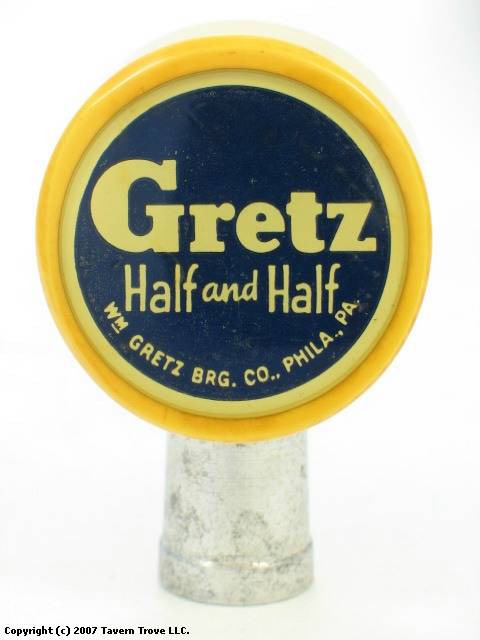 Gretz
Half and Half
WM GRETZ BRG. CO., PHILA., PA.
Copyright (c) 2007 Tavern Trove LLC.